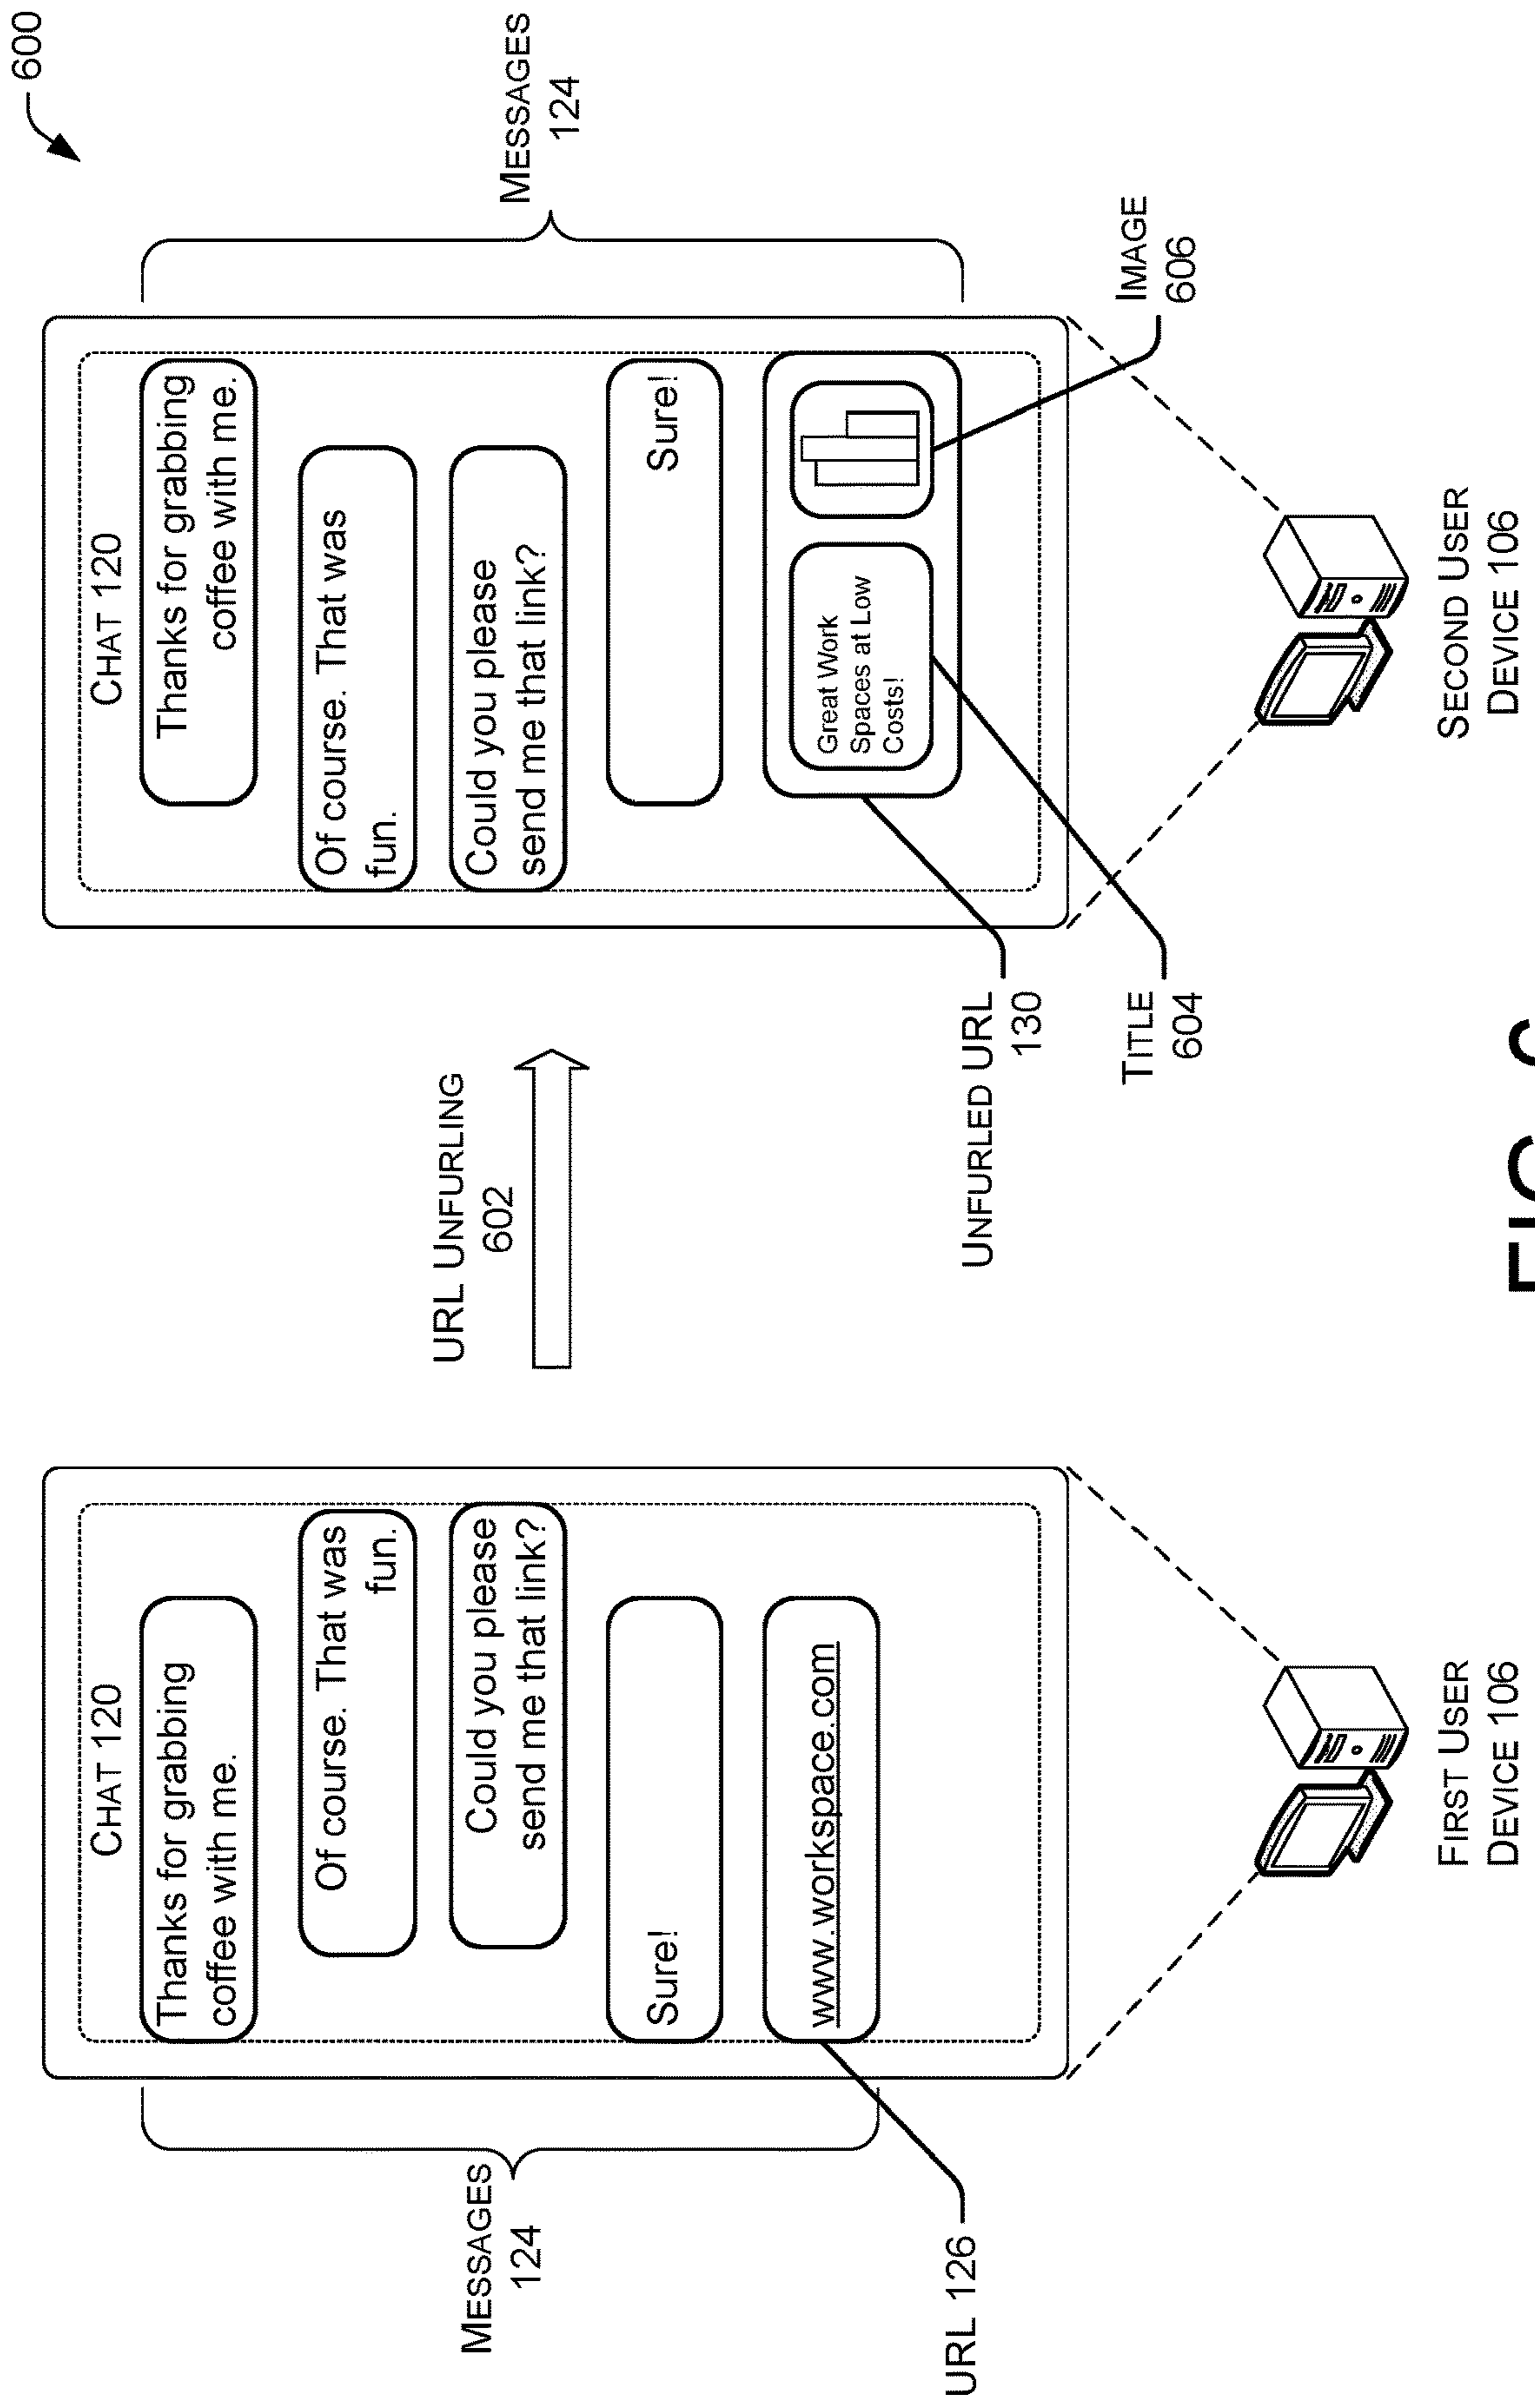 600
CHAT 120
Thanks for grabbing
coffee with me.
Of course. That was
fun.
Could you please
send me that link?
Sure!
www.workspace.com
MESSAGES
124
URL 126
FIRST USER
DEVICE 106
URL UNFURLING
602
CHAT 120
Thanks for grabbing
coffee with me.
Of course. That was
fun.
Could you please
send me that link?
Sure!
Great Work
Spaces at Low
Costs!
MESSAGES
124
IMAGE
606
UNFURLED URL
130
TITLE
604
SECOND USER
DEVICE 106